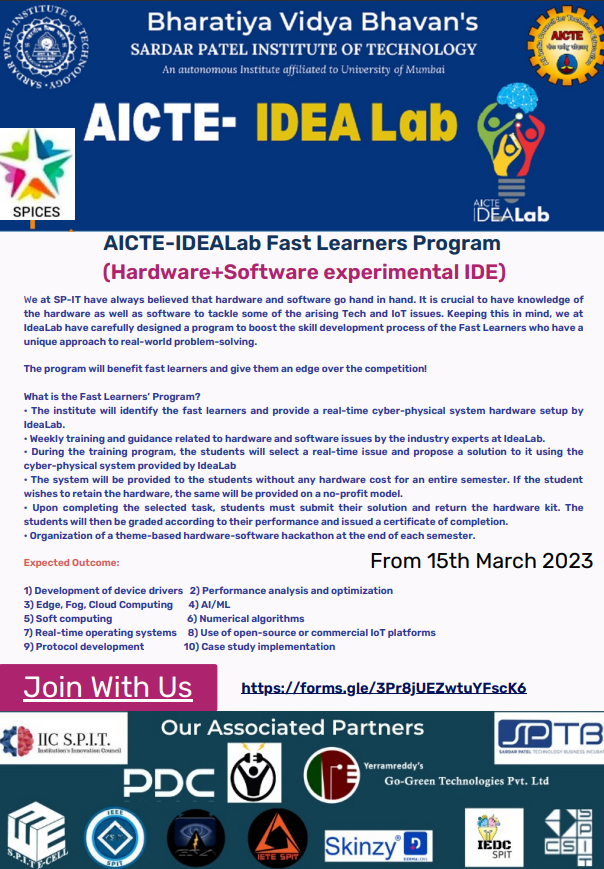 Bharatiya Vidya Bhavan's
SARDAR PATEL INSTITUTE OF TECHNOLOGY
An autonomous Institute affiliated to University of Mumbai
SARDAR PATEL INSTITUTE OF TECHNOLOGY
AICTE
AICTE- IDEA Lab
SPICES
AICTE
IDEALab
AICTE-IDEALab Fast Learners Program
(Hardware+Software experimental IDE)
We at SP-IT have always believed that hardware and software go hand in hand. It is crucial to have knowledge of
the hardware as well as software to tackle some of the arising Tech and IoT issues. Keeping this in mind, we at
IdeaLab have carefully designed a program to boost the skill development process of the Fast Learners who have a
unique approach to real-world problem-solving.
The program will benefit fast learners and give them an edge over the competition!
What is the Fast Learners' Program?
• The institute will identify the fast learners and provide a real-time cyber-physical system hardware setup by
IdeaLab.
• Weekly training and guidance related to hardware and software issues by the industry experts at IdeaLab.
• During the training program, the students will select a real-time issue and propose a solution to it using the
cyber-physical system provided by IdeaLab
• The system will be provided to the students without any hardware cost for an entire semester. If the student
wishes to retain the hardware, the same will be provided on a no-profit model.
• Upon completing the selected task, students must submit their solution and return the hardware kit. The
students will then be graded according to their performance and issued a certificate of completion.
• Organization of a theme-based hardware-software hackathon at the end of each semester.
From 15th March 2023
Expected Outcome:
1) Development of device drivers 2) Performance analysis and optimization
3) Edge, Fog, Cloud Computing 4) AI/ML
5) Soft computing 6) Numerical algorithms
7) Real-time operating systems 8) Use of open-source or commercial IoT platforms
9) Protocol development 10) Case study implementation
Join With Us
https://forms.gle/3Pr8jUEZwtuYFscK6
Our Associated Partners
IIC S.P.I.T.
Institution's Innovation Council
SPTB
SARDAR PATEL TECHNOLOGY BUSINESS INCUBA
PDC
Yerramreddy's
Go-Green Technologies Pvt. Ltd
S.P.I.T E-CELL
IEEE
SPIT
IETE SPIT
Skinzy
IEDC
SPIT
CSI
SPIT